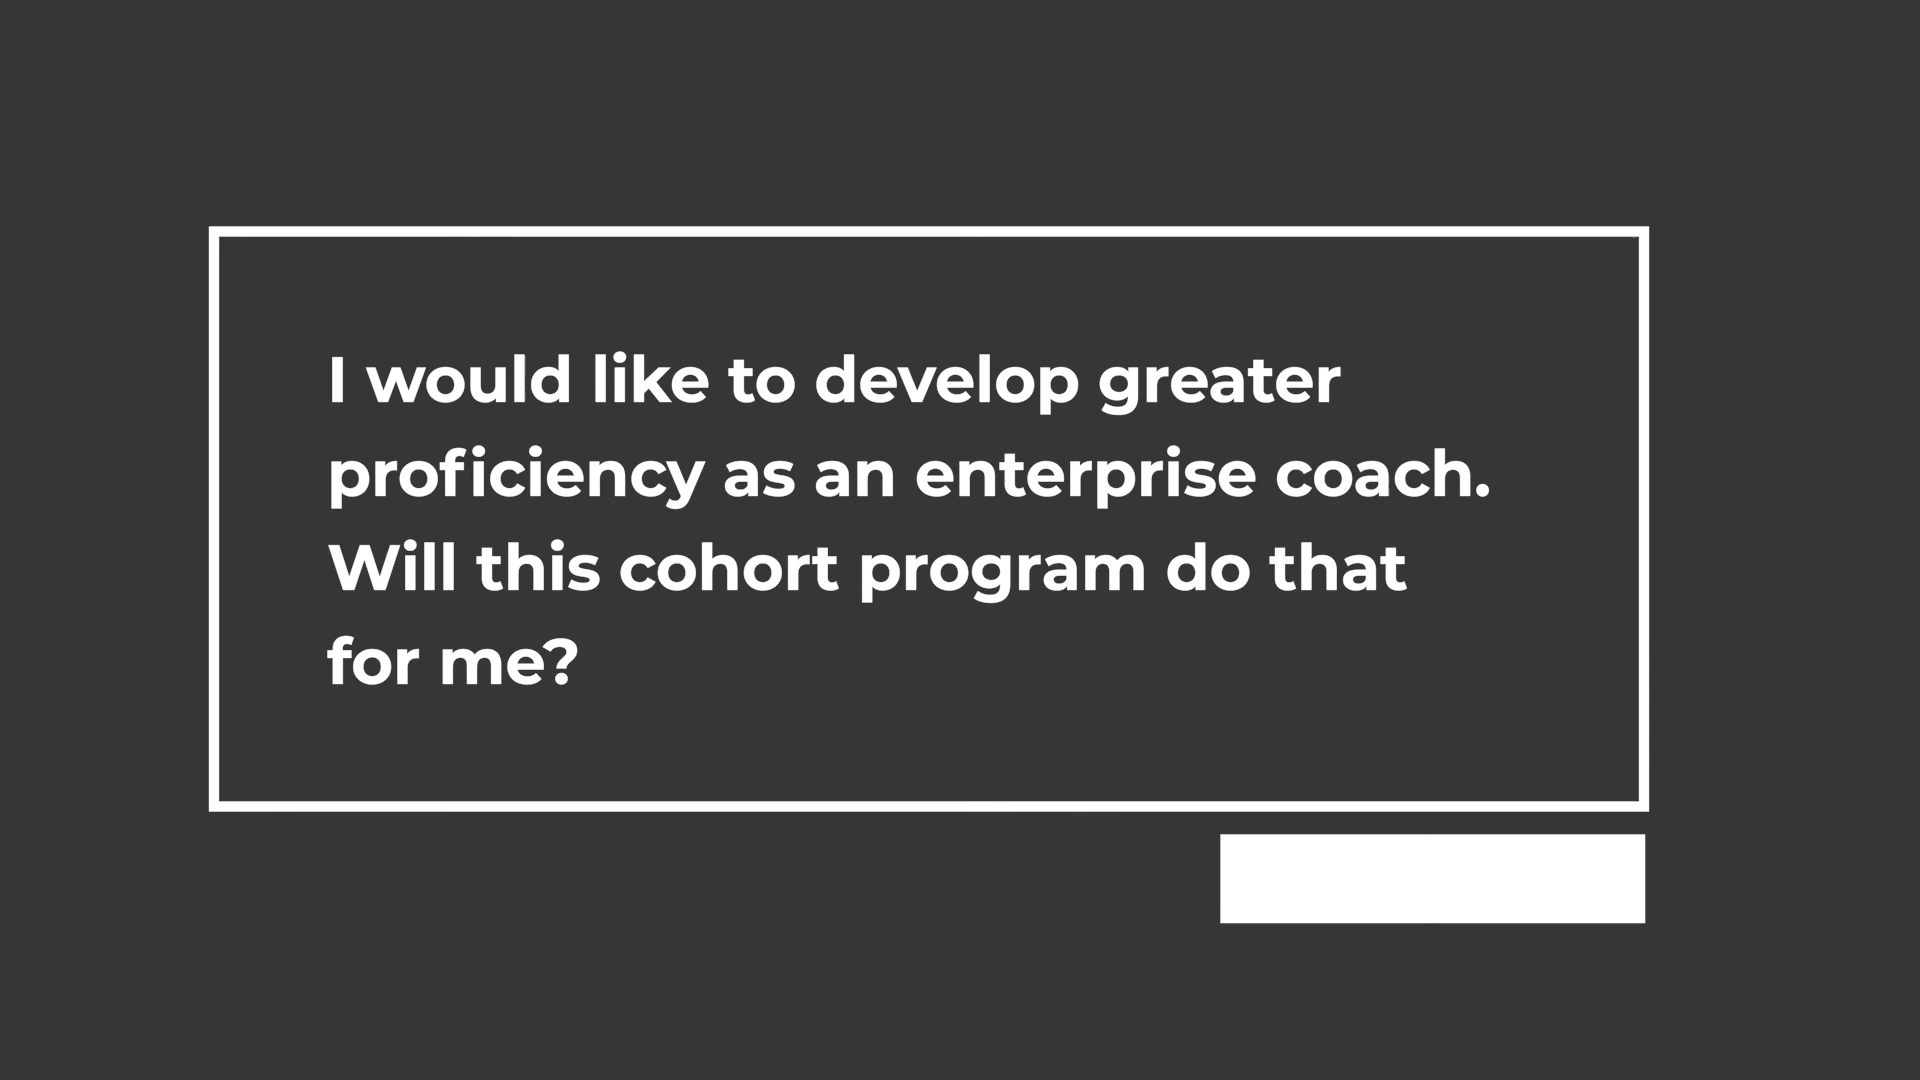 I would like to develop greater
proficiency as an enterprise coach.
Will this cohort program do that
for me?